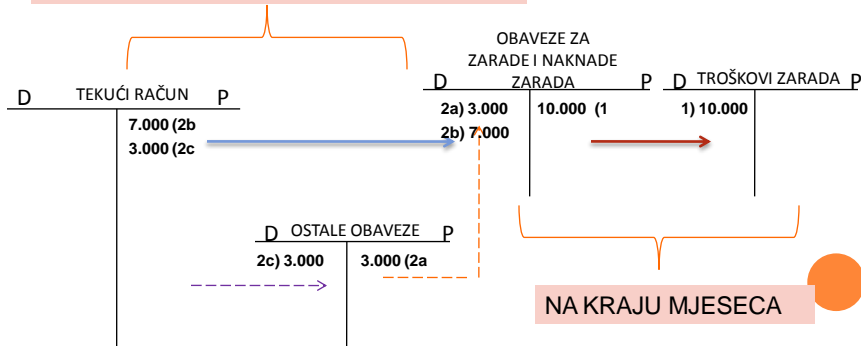 OBAVEZE ZA
ZARADE I NAKNADE
ZARADA
D TEKUĆI RAČUN P
D P
D TROŠKOVI ZARADA P
7.000 (2b
3.000 (2c
2a) 3.000 10.000 (1
2b) 7.000
1) 10.000
D OSTALE OBAVEZE P
2c) 3.000 3.000 (2a
NA KRAJU MJESECA